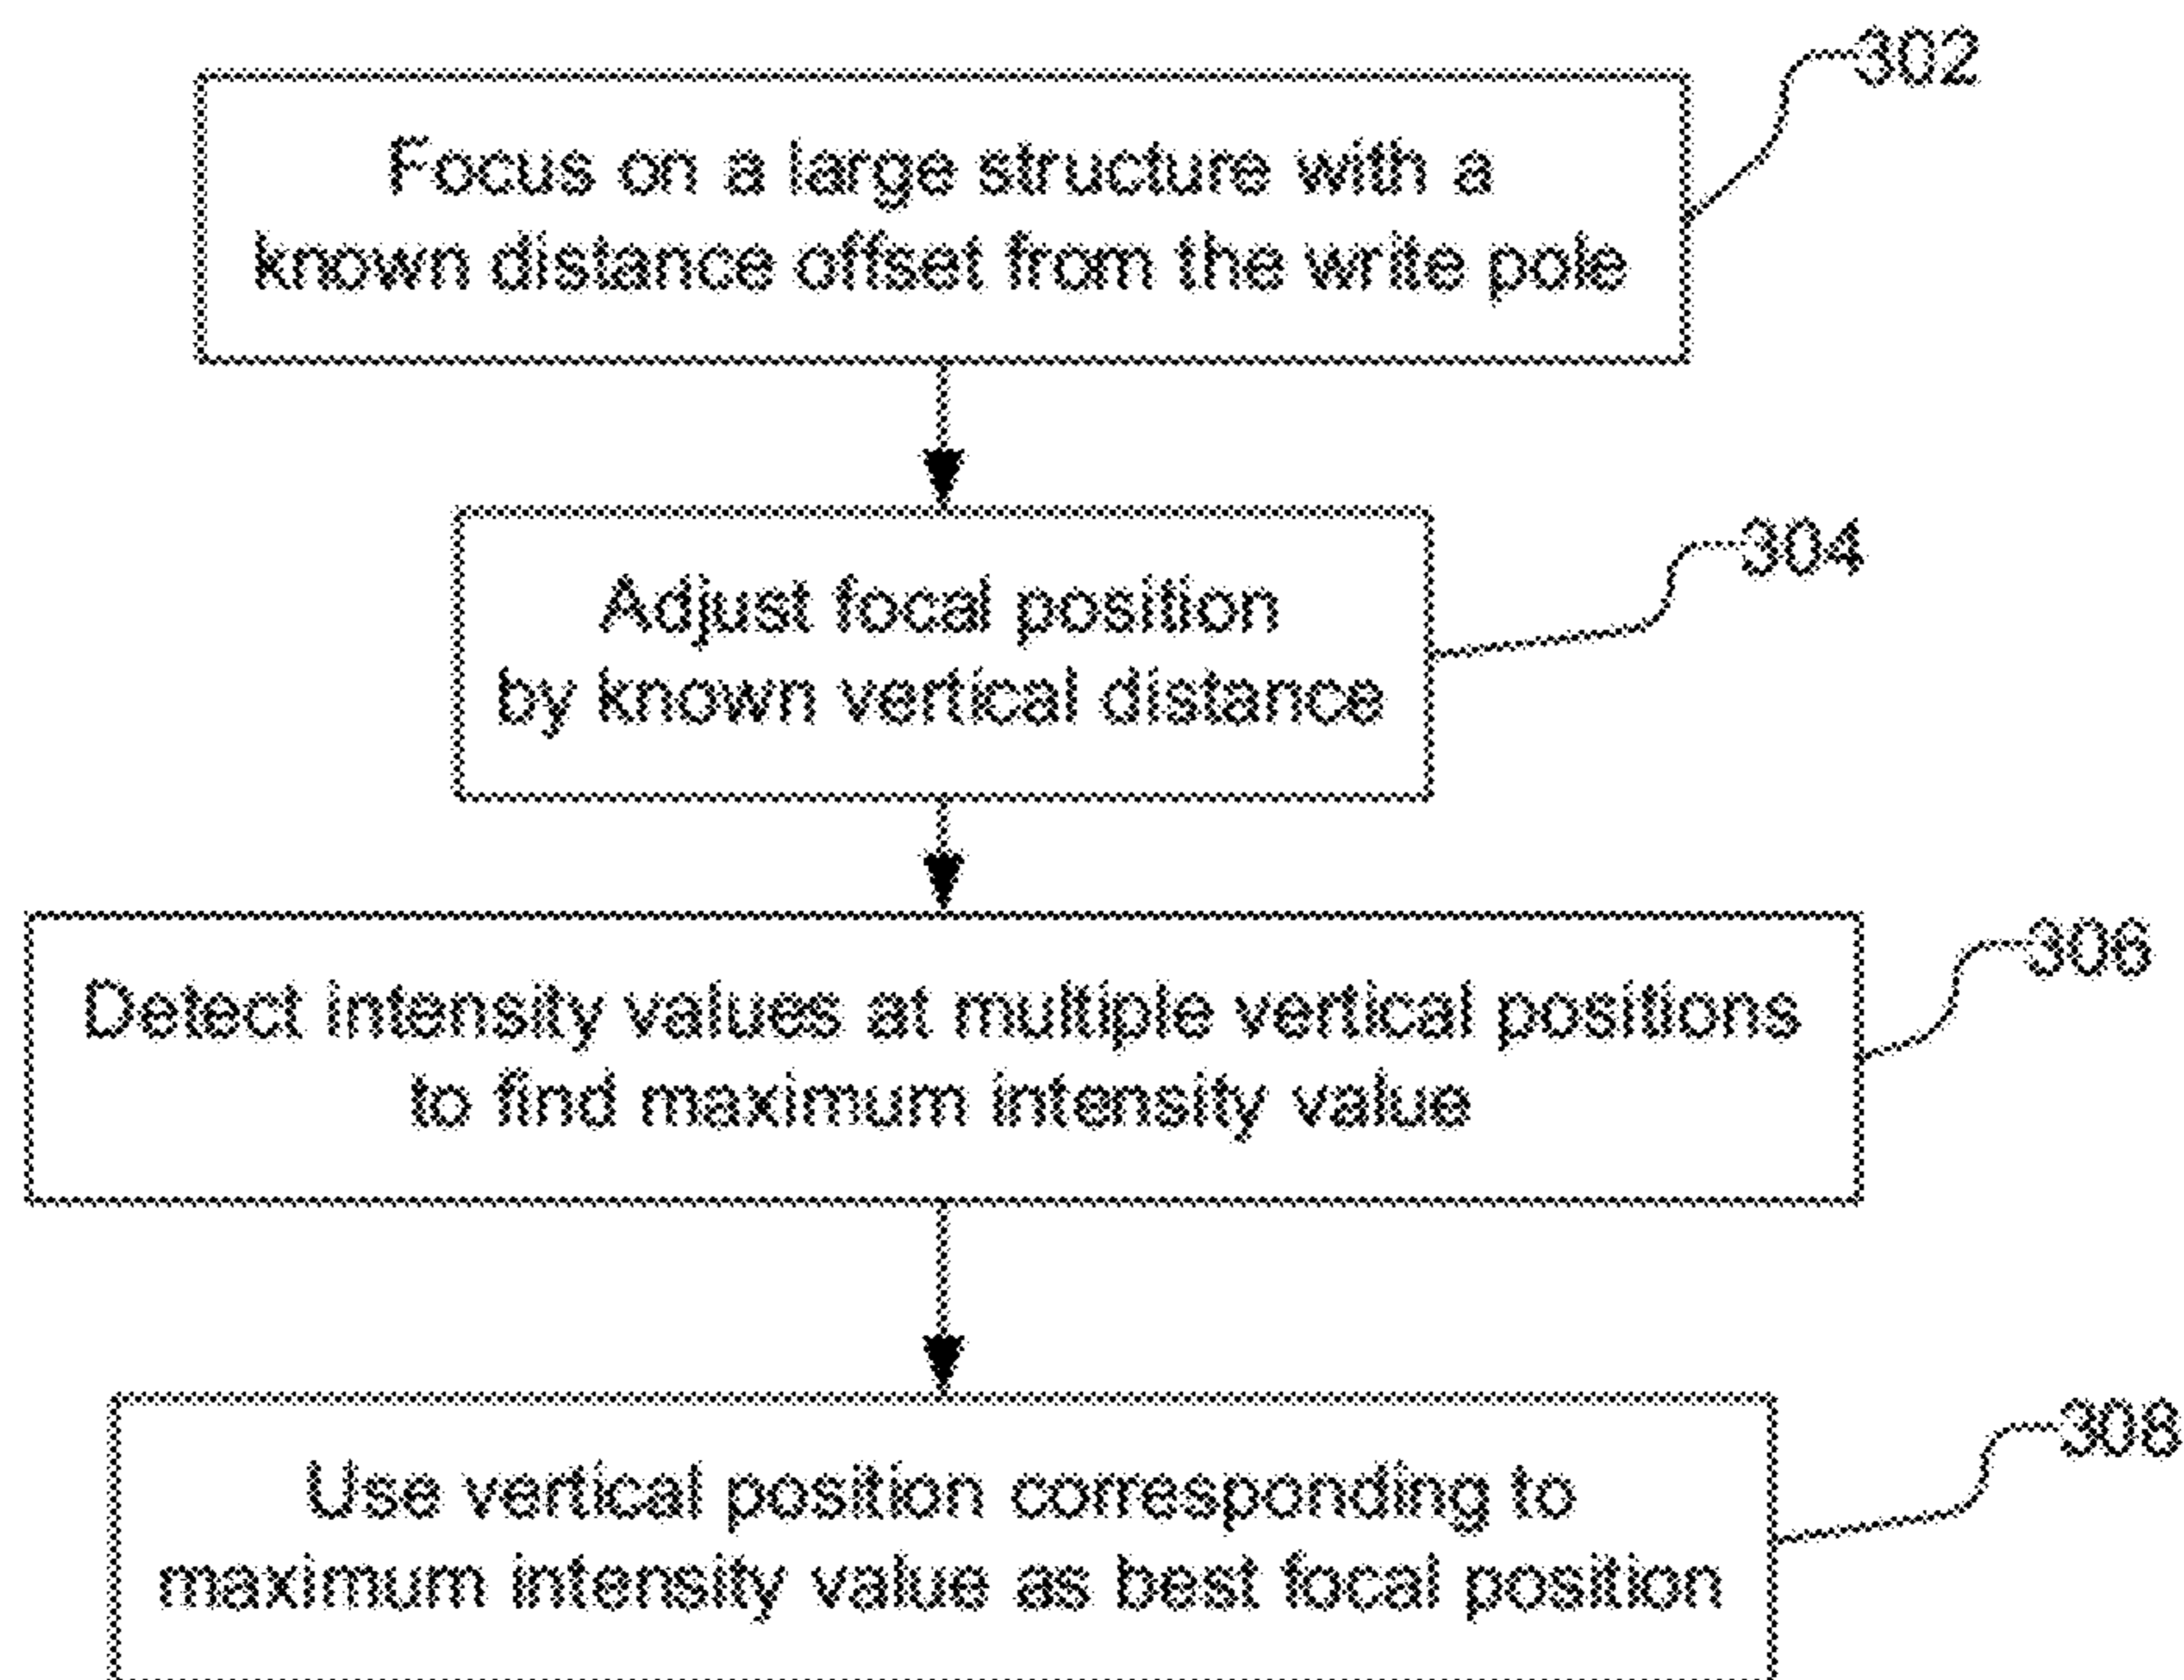 302
Focus on a large structure with a
known distance offset from the write pole
304
Adjust focal position
by known vertical distance
306
Detect intensity values at multiple vertical positions
to find maximum intensity value
308
Use vertical position corresponding to
maximum intensity value as best focal position